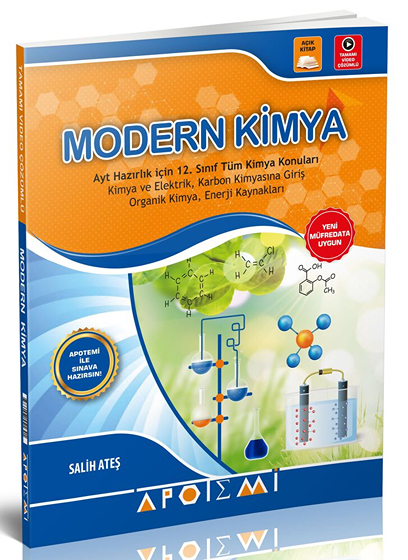 AÇIK
KİTAP
TAMAMI
VİDEO
ÇÖZÜMLÜ
MODERN KİMYA
Ayt Hazırlık için 12. Sınıf Tüm Kimya Konuları
Kimya ve Elektrik, Karbon Kimyasına Giriş
Organik Kimya, Enerji Kaynakları
YENİ
MÜFREDATA
UYGUN
APOTEMİ
İLE
SINAVA
HAZIRSIN!
SALİH ATEŞ
APOTEMİ
TAMAMI VİDEO ÇÖZÜMLÜ
MODERN KİMYA
APOTEMİ